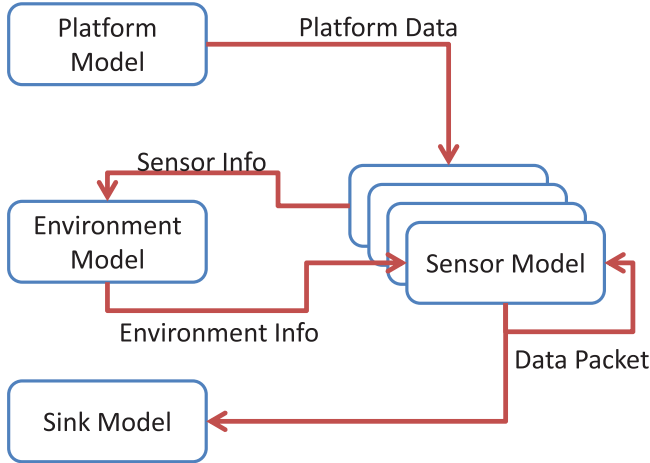 Platform
Model
Platform Data
Sensor Info
Environment
Model
Sensor Model
Environment Info
Data Packet
Sink Model